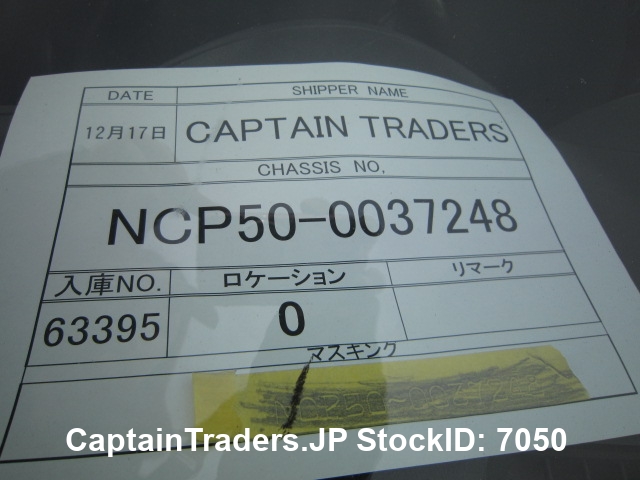 DATE
SHIPPER NAME
12月17日
CAPTAIN TRADERS
CHASSIS NO.
NCP50-0037248
入庫NO.
ロケーション
リマーク
63395
0
マスキング
CaptainTraders.JP StockID: 7050